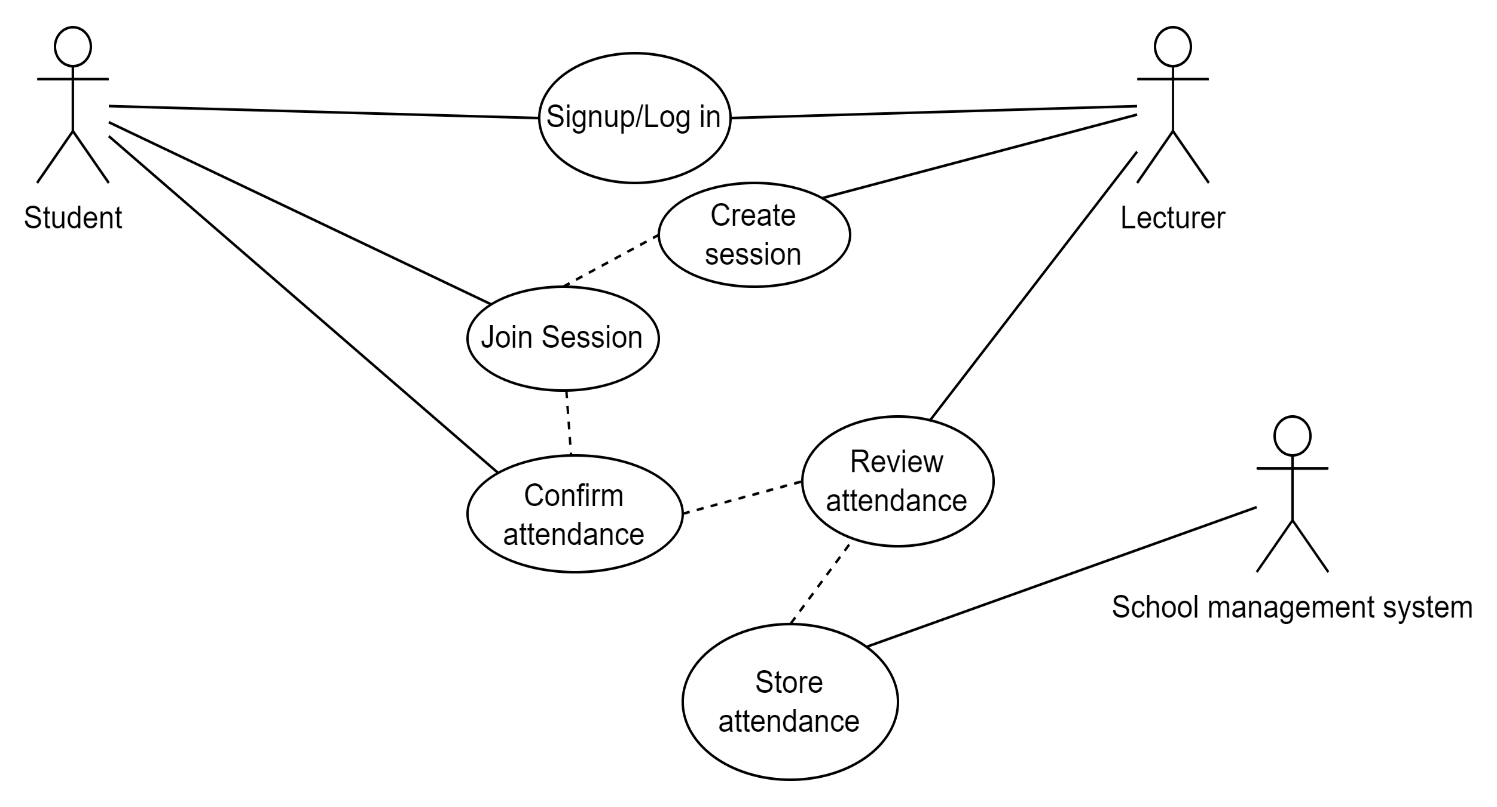 Signup/Log in
Student
Lecturer
Create
session
Join Session
Review
attendance
Confirm
attendance
School management system
Store
attendance